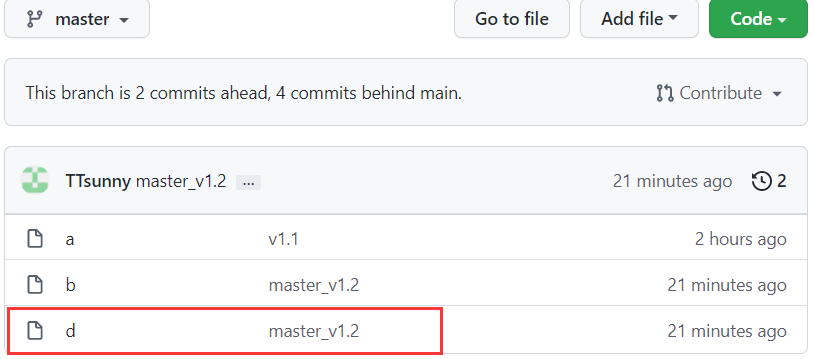 master Go to file Add file Code
This branch is 2 commits ahead, 4 commits behind main. Contribute
TTsunny master_v1.2 ... 21 minutes ago 2
a v1.1 2 hours ago
b master_v1.2 21 minutes ago
d master_v1.2 21 minutes ago